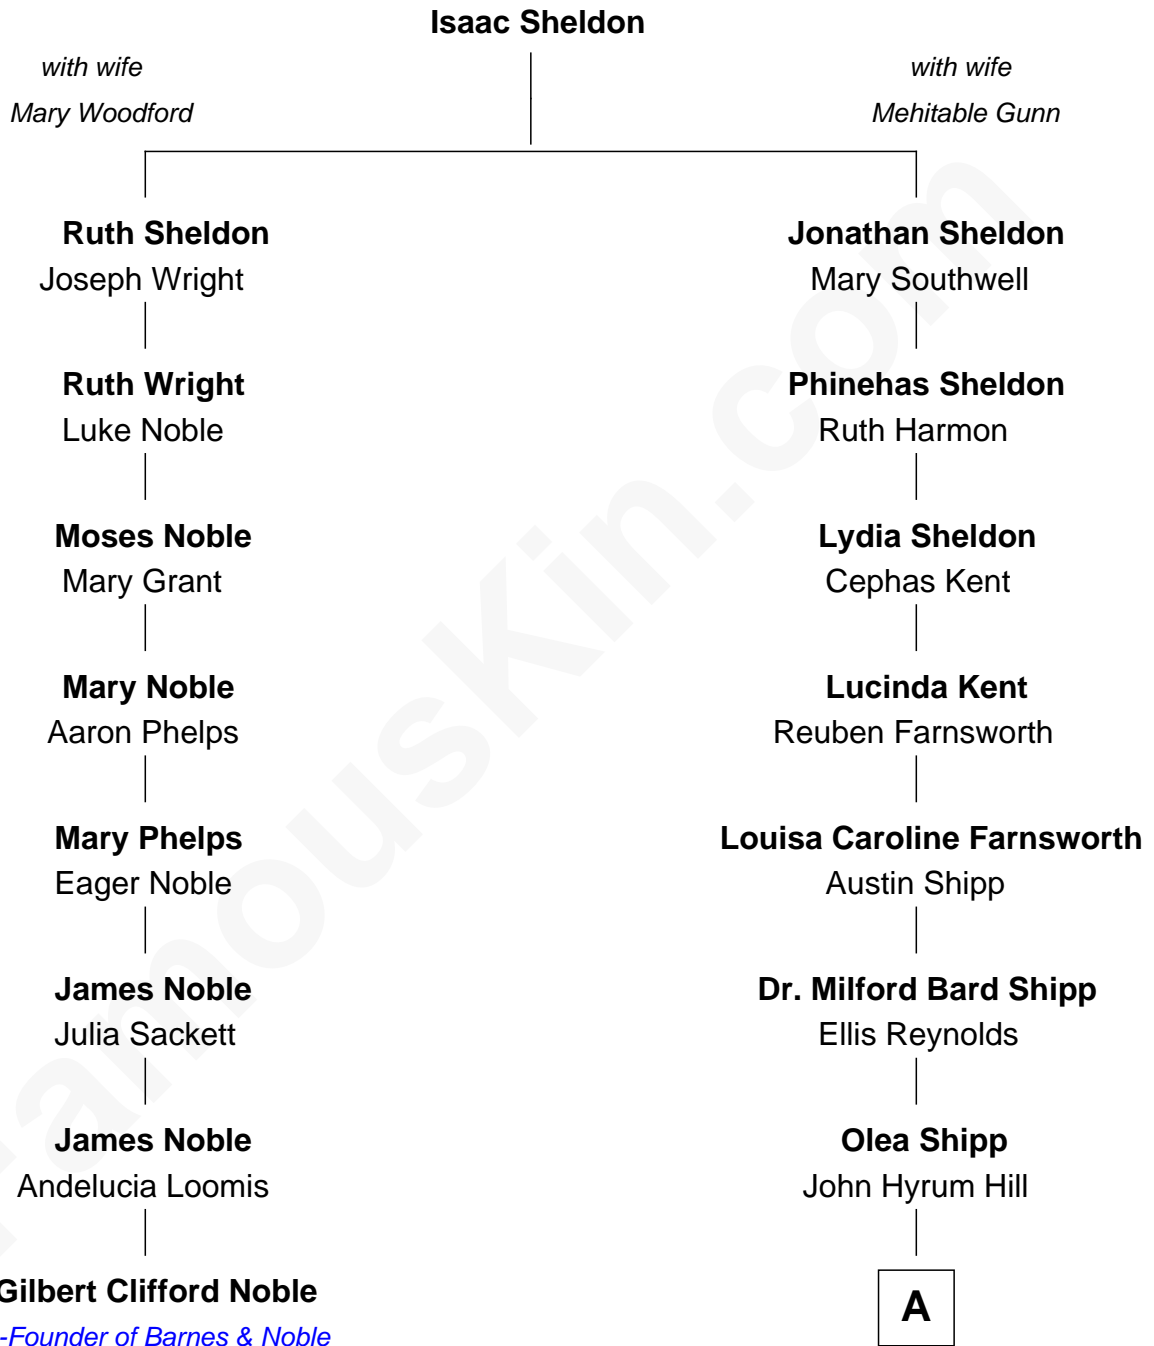 Isaac Sheldon
with wife
Mary Woodford
with wife
Mehitable Gunn
Ruth Sheldon
Joseph Wright
Jonathan Sheldon
Mary Southwell
Ruth Wright
Luke Noble
Phinehas Sheldon
Ruth Harmon
Moses Noble
Mary Grant
Lydia Sheldon
Cephas Kent
Mary Noble
Aaron Phelps
Lucinda Kent
Reuben Farnsworth
Mary Phelps
Eager Noble
Louisa Caroline Farnsworth
Austin Shipp
James Noble
Julia Sackett
Dr. Milford Bard Shipp
Ellis Reynolds
James Noble
Andelucia Loomis
Olea Shipp
John Hyrum Hill
Gilbert Clifford Noble
-Founder of Barnes & Noble
A
FamousKin.com